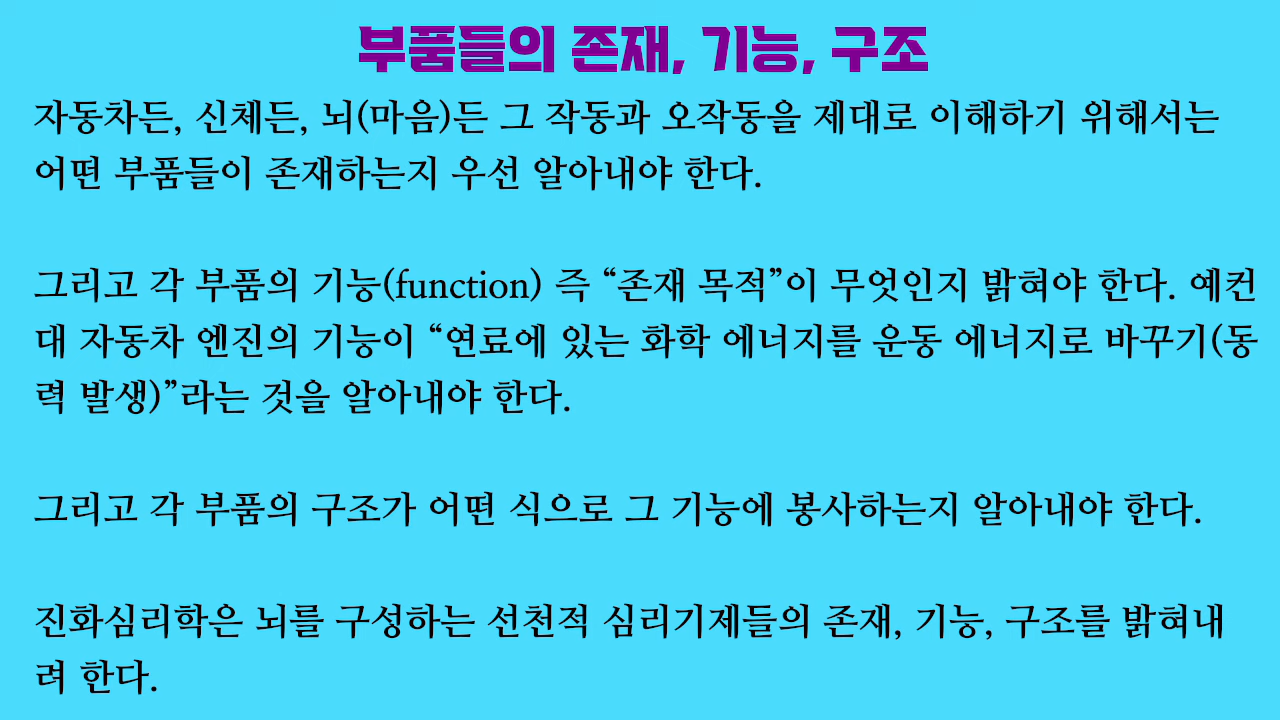 부품들의 존재, 기능, 구조
자동차든, 신체든, 뇌(마음)든 그 작동과 오작동을 제대로 이해하기 위해서는
어떤 부품들이 존재하는지 우선 알아내야 한다.
그리고 각 부품의 기능(function) 즉 “존재 목적”이 무엇인지 밝혀야 한다. 예컨
대 자동차 엔진의 기능이 “연료에 있는 화학 에너지를 운동 에너지로 바꾸기(동
력 발생)”라는 것을 알아내야 한다.
그리고 각 부품의 구조가 어떤 식으로 그 기능에 봉사하는지 알아내야 한다.
진화심리학은 뇌를 구성하는 선천적 심리기제들의 존재, 기능, 구조를 밝혀내
려 한다.